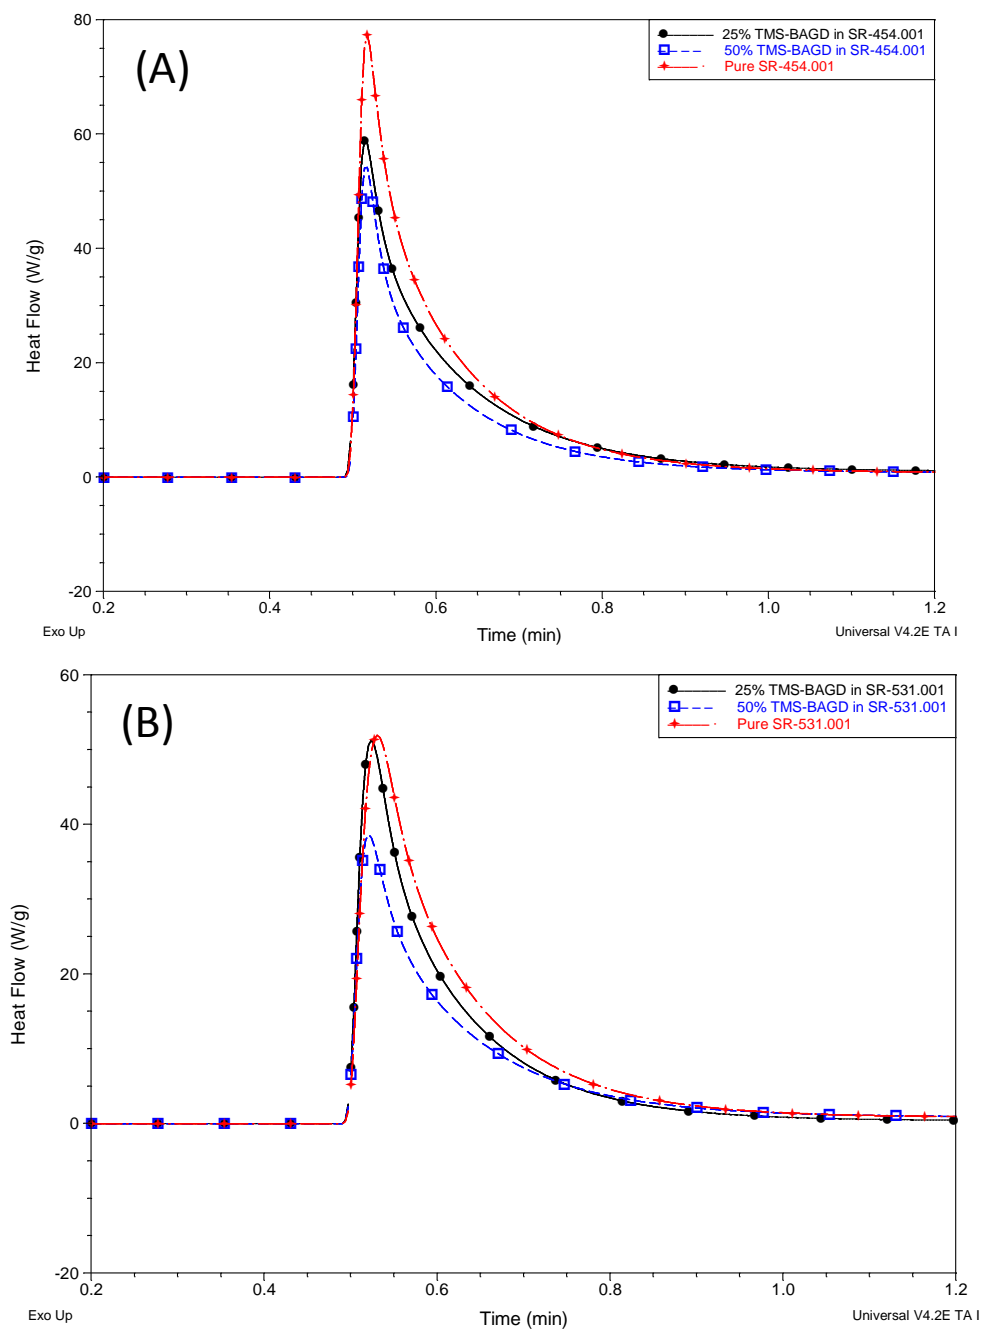 80
25% TMS-BAGD in SR-454.001
50% TMS-BAGD in SR-454.001
Pure SR-454.001
(A)
60
40
Heat Flow (W/g)
20
0
-20
0.2 0.4 0.6 0.8 1.0 1.2
Exo Up Time (min) Universal V4.2E TA I
60
25% TMS-BAGD in SR-531.001
50% TMS-BAGD in SR-531.001
Pure SR-531.001
(B)
40
Heat Flow (W/g)
20
0
-20
0.2 0.4 0.6 0.8 1.0 1.2
Exo Up Time (min) Universal V4.2E TA I